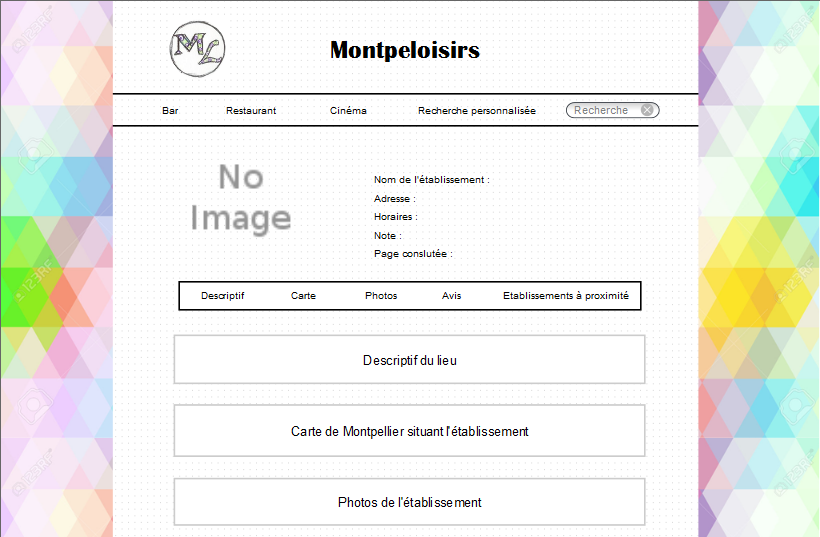 ML
Montpeloisirs
Bar Restaurant Cinéma Recherche personnalisée Recherche
No
Image
Nom de l'établissement :
Adresse :
Horaires :
Note :
Page conslutée :
Descriptif Carte Photos Avis Etablissements à proximité
Descriptif du lieu
Carte de Montpellier situant l'établissement
Photos de l'établissement
123RF